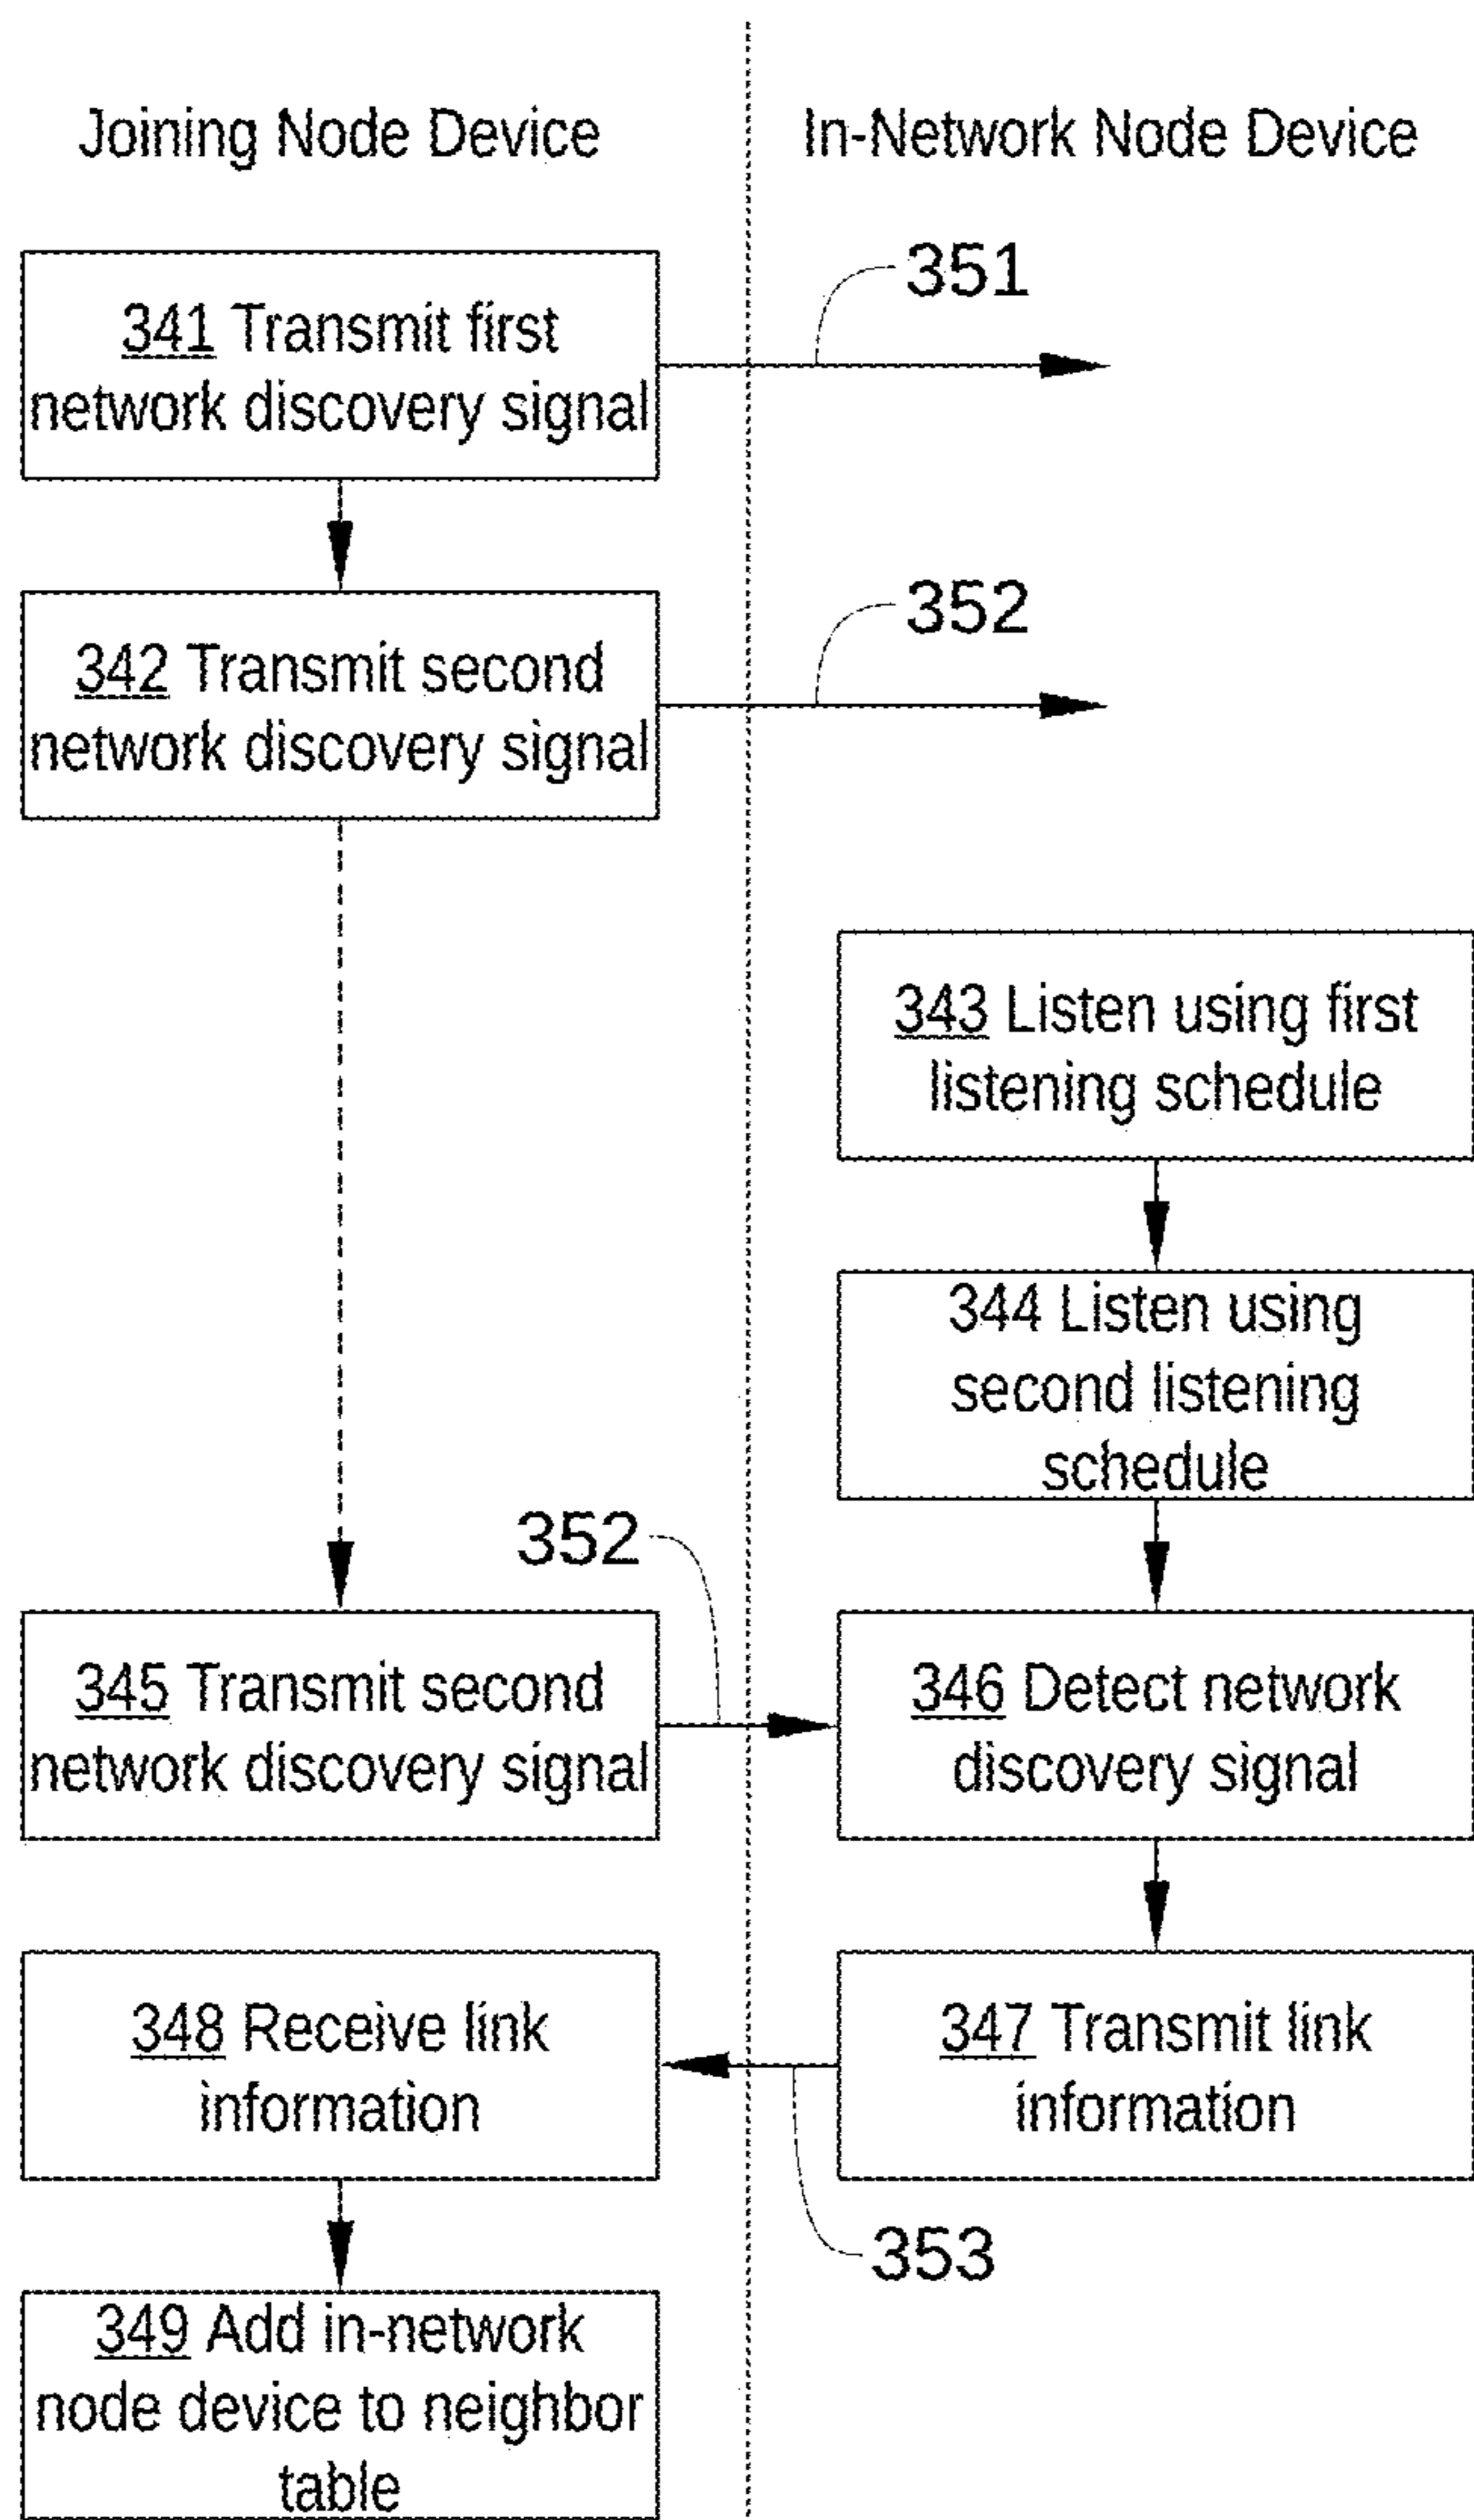 Joining Node Device
In-Network Node Device
351
341 Transmit first
network discovery signal
352
342 Transmit second
network discovery signal
343 Listen using first
listening schedule
344 Listen using
second listening
schedule
352
345 Transmit second
network discovery signal
346 Detect network
discovery signal
348 Receive link
information
347 Transmit link
information
353
349 Add in-network
node device to neighbor
table